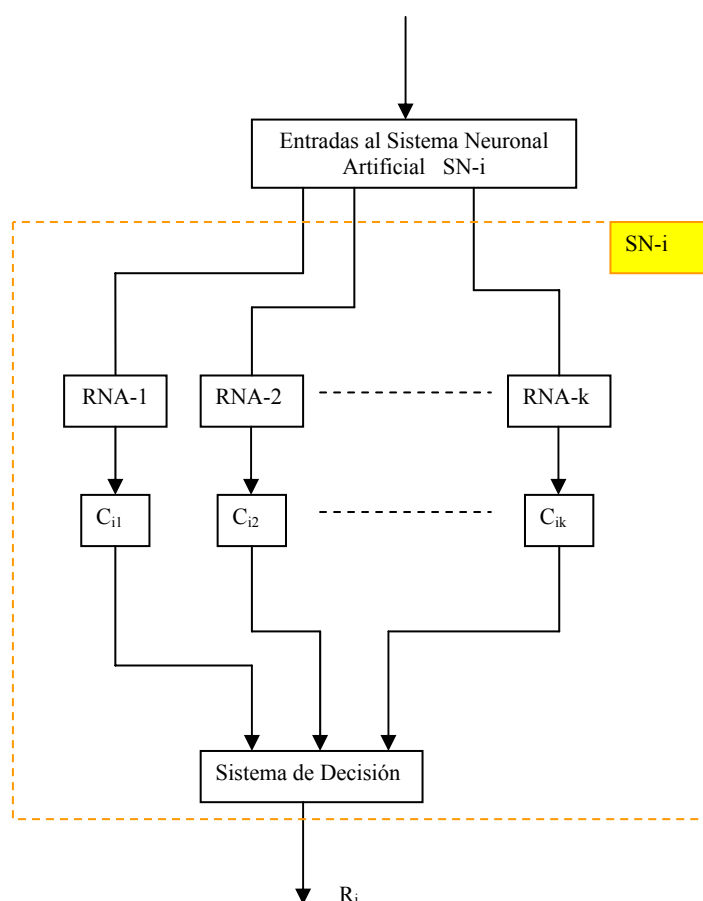 Entradas al Sistema Neuronal
Artificial SN-i
SN-i
RNA-1
RNA-2
RNA-k
Ci1
Ci2
Cik
Sistema de Decisión
Ri